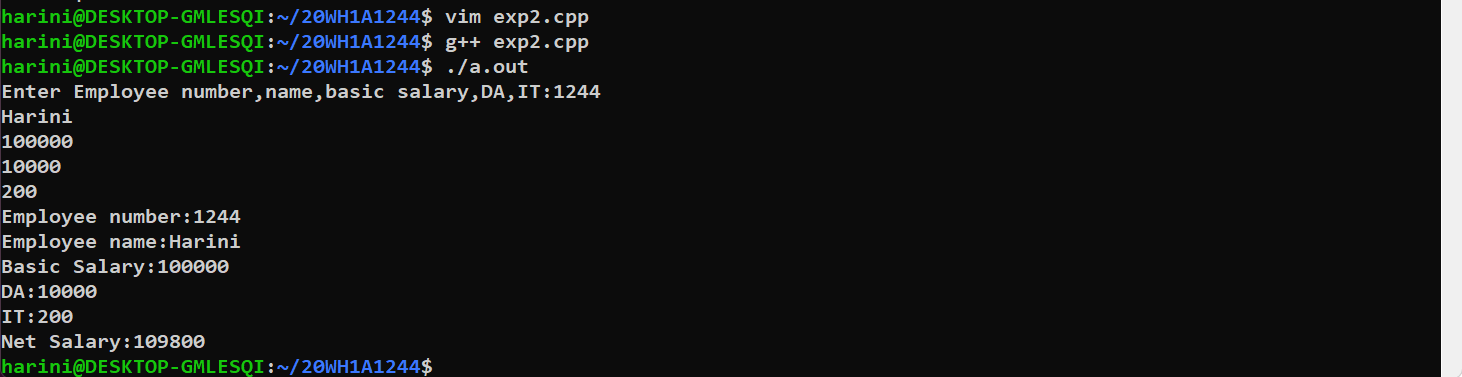 harini@DESKTOP-GMLESQI:~/20WH1A1244$ vim exp2.cpp
harini@DESKTOP-GMLESQI:~/20WH1A1244$ g++ exp2.cpp
harini@DESKTOP-GMLESQI:~/20WH1A1244$ ./a.out
Enter Employee number,name,basic salary,DA,IT:1244
Harini
100000
10000
200
Employee number:1244
Employee name:Harini
Basic Salary:100000
DA:10000
IT:200
Net Salary:109800
harini@DESKTOP-GMLESQI:~/20WH1A1244$